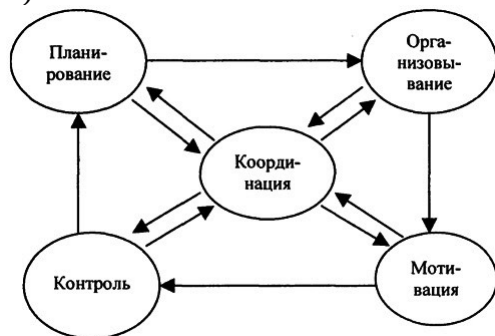 )
Плани-
рование
Орга-
низовы-
вание
Коорди-
нация
Контроль
Моти-
вация